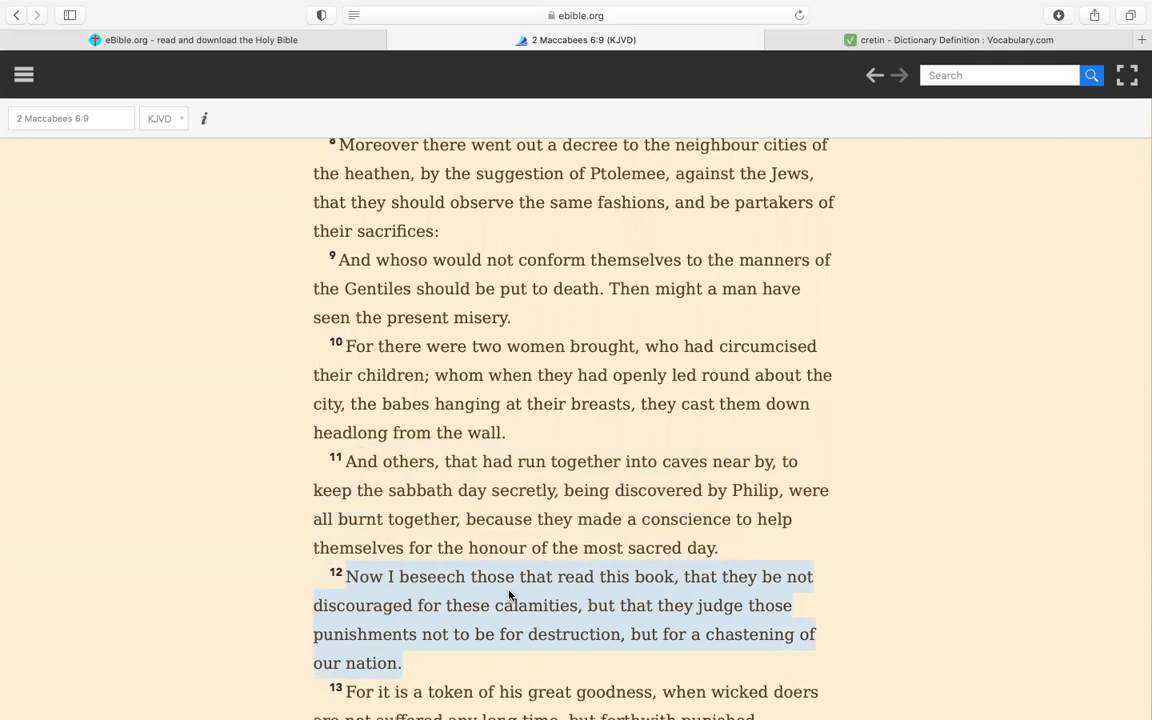 ebible.org
eBible.org - read and download the Holy Bible
2 Maccabees 6:9 (KJVD)
cretin - Dictionary Definition : Vocabulary.com
Search
2 Maccabees 6:9
KJVD
i
8 Moreover there went out a decree to the neighbour cities of
the heathen, by the suggestion of Ptolemee, against the Jews,
that they should observe the same fashions, and be partakers of
their sacrifices:
9 And whoso would not conform themselves to the manners of
the Gentiles should be put to death. Then might a man have
seen the present misery.
10 For there were two women brought, who had circumcised
their children; whom when they had openly led round about the
city, the babes hanging at their breasts, they cast them down
headlong from the wall.
11 And others, that had run together into caves near by, to
keep the sabbath day secretly, being discovered by Philip, were
all burnt together, because they made a conscience to help
themselves for the honour of the most sacred day.
12 Now I beseech those that read this book, that they be not
discouraged for these calamities, but that they judge those
punishments not to be for destruction, but for a chastening of
our nation.
13 For it is a token of his great goodness, when wicked doers
are not suffered any long time, but forthwith punished.